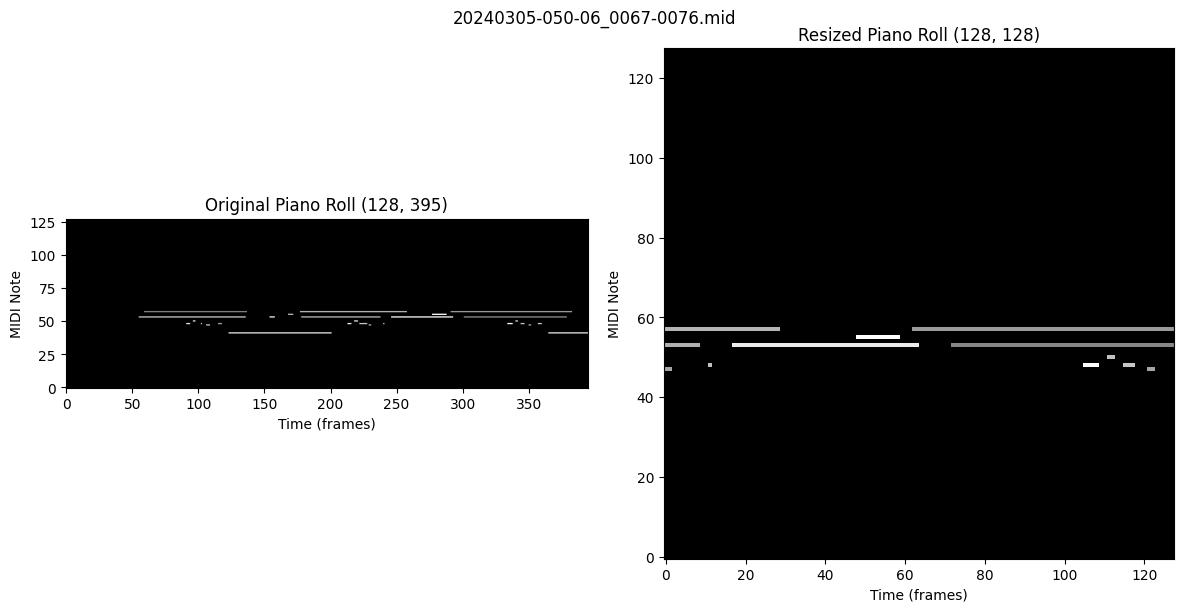 20240305-050-06_0067-0076.mid
Original Piano Roll (128, 395)
125
100
75
50
25
0
MIDI Note
0 50 100 150 200 250 300 350
Time (frames)
Resized Piano Roll (128, 128)
120
100
80
60
40
20
0
MIDI Note
0 20 40 60 80 100 120
Time (frames)